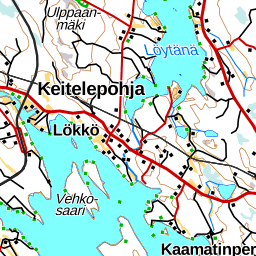 Ulppaan-
mäki
Löytänä
Keitelepohja
Lökkö
Vehko-
saari
Kaamatinper